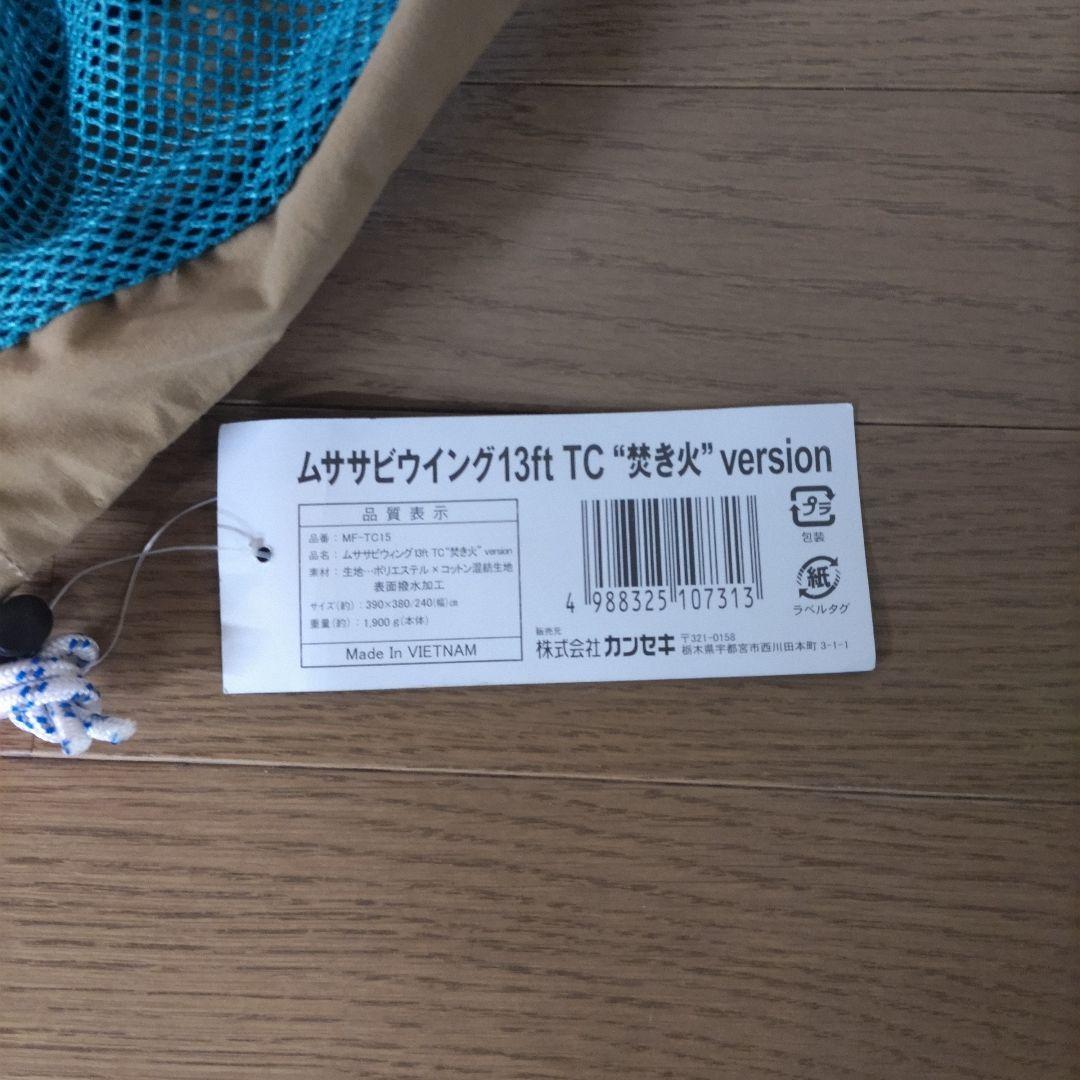 ムササビウイング13ft TC “焚き火” version
品質表示
品番： MF-TC15
品名： ムササビウィング13ft TC“焚き火” version
素材： 生地…ポリエステル×コットン混紡生地
表面撥水加工
サイズ(約)： 390×380/240(幅)㎝
重量(約)： 1,900g(本体)
Made In VIETNAM
4 988325 107313
プラ
包装
紙
ラベルタグ
販売元
株式会社 カンセキ
〒321-0158
栃木県宇都宮市西川田本町 3-1-1